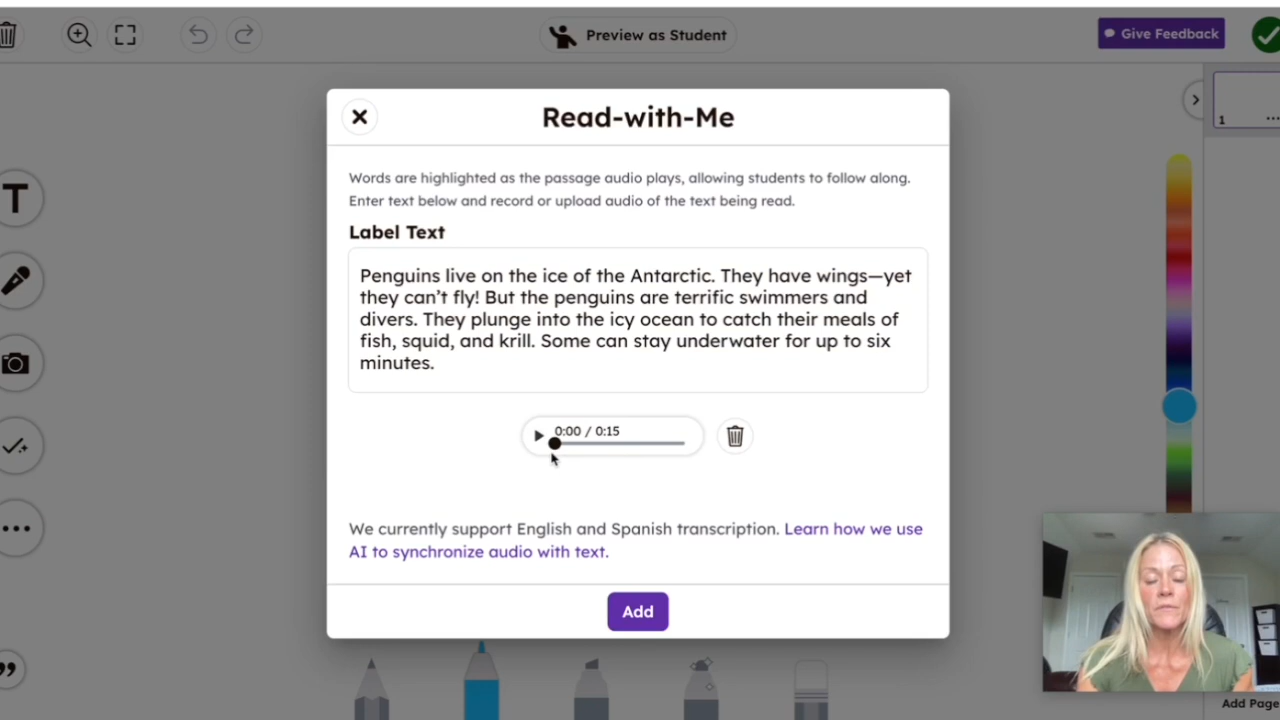 Preview as Student
Give Feedback
Read-with-Me
Words are highlighted as the passage audio plays, allowing students to follow along.
Enter text below and record or upload audio of the text being read.
Label Text
Penguins live on the ice of the Antarctic. They have wings—yet
they can’t fly! But the penguins are terrific swimmers and
divers. They plunge into the icy ocean to catch their meals of
fish, squid, and krill. Some can stay underwater for up to six
minutes.
0:00 / 0:15
We currently support English and Spanish transcription. Learn how we use
AI to synchronize audio with text.
Add
T
1
Add Page